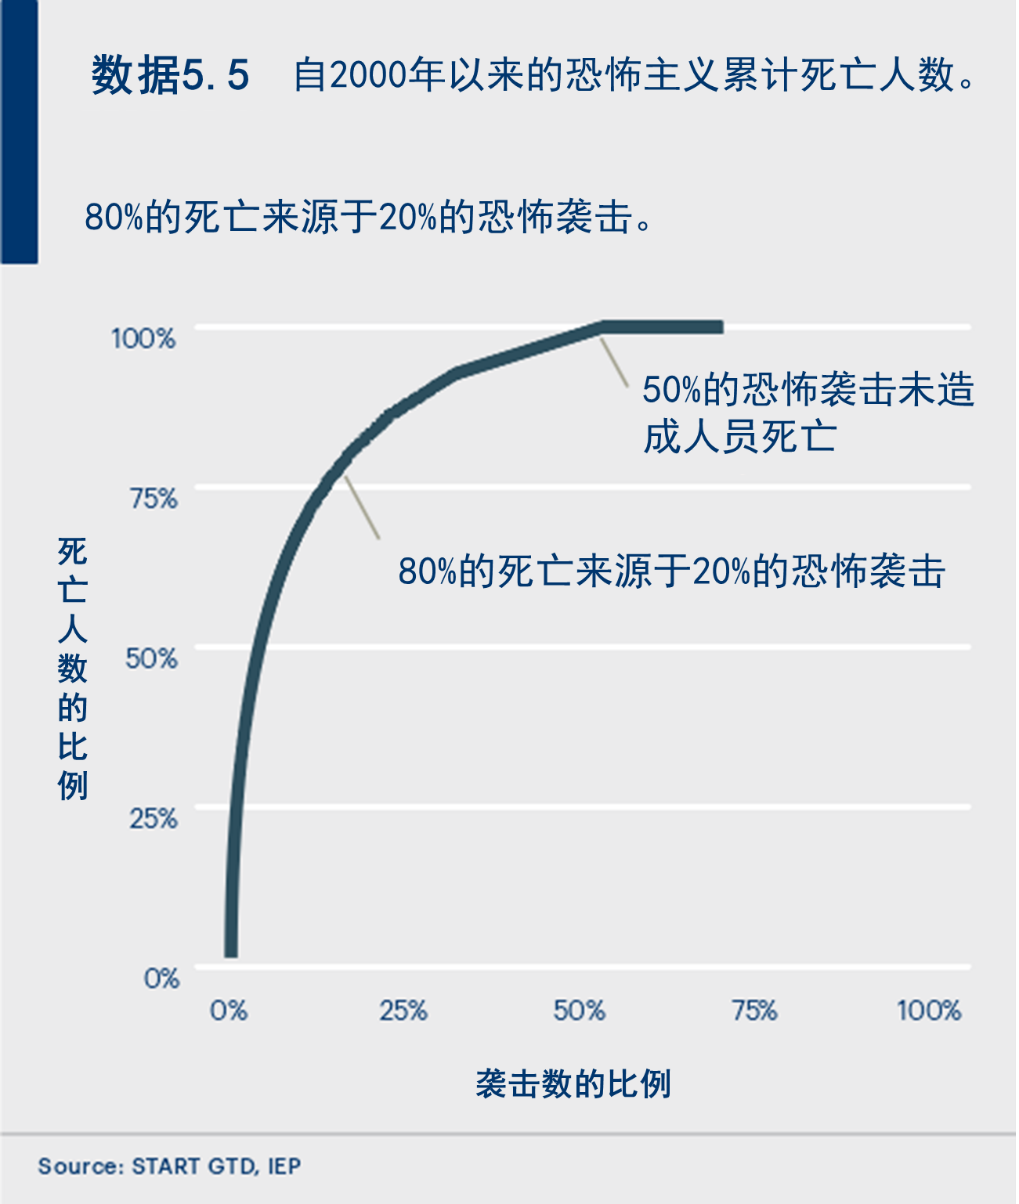 数据5.5 自2000年以来的恐怖主义累计死亡人数。
80%的死亡来源于20%的恐怖袭击。
100%
50%的恐怖袭击未造
成人员死亡
75%
80%的死亡来源于20%的恐怖袭击
死亡人数的比例
50%
25%
0%
0% 25% 50% 75% 100%
袭击数的比例
Source: START GTD, IEP